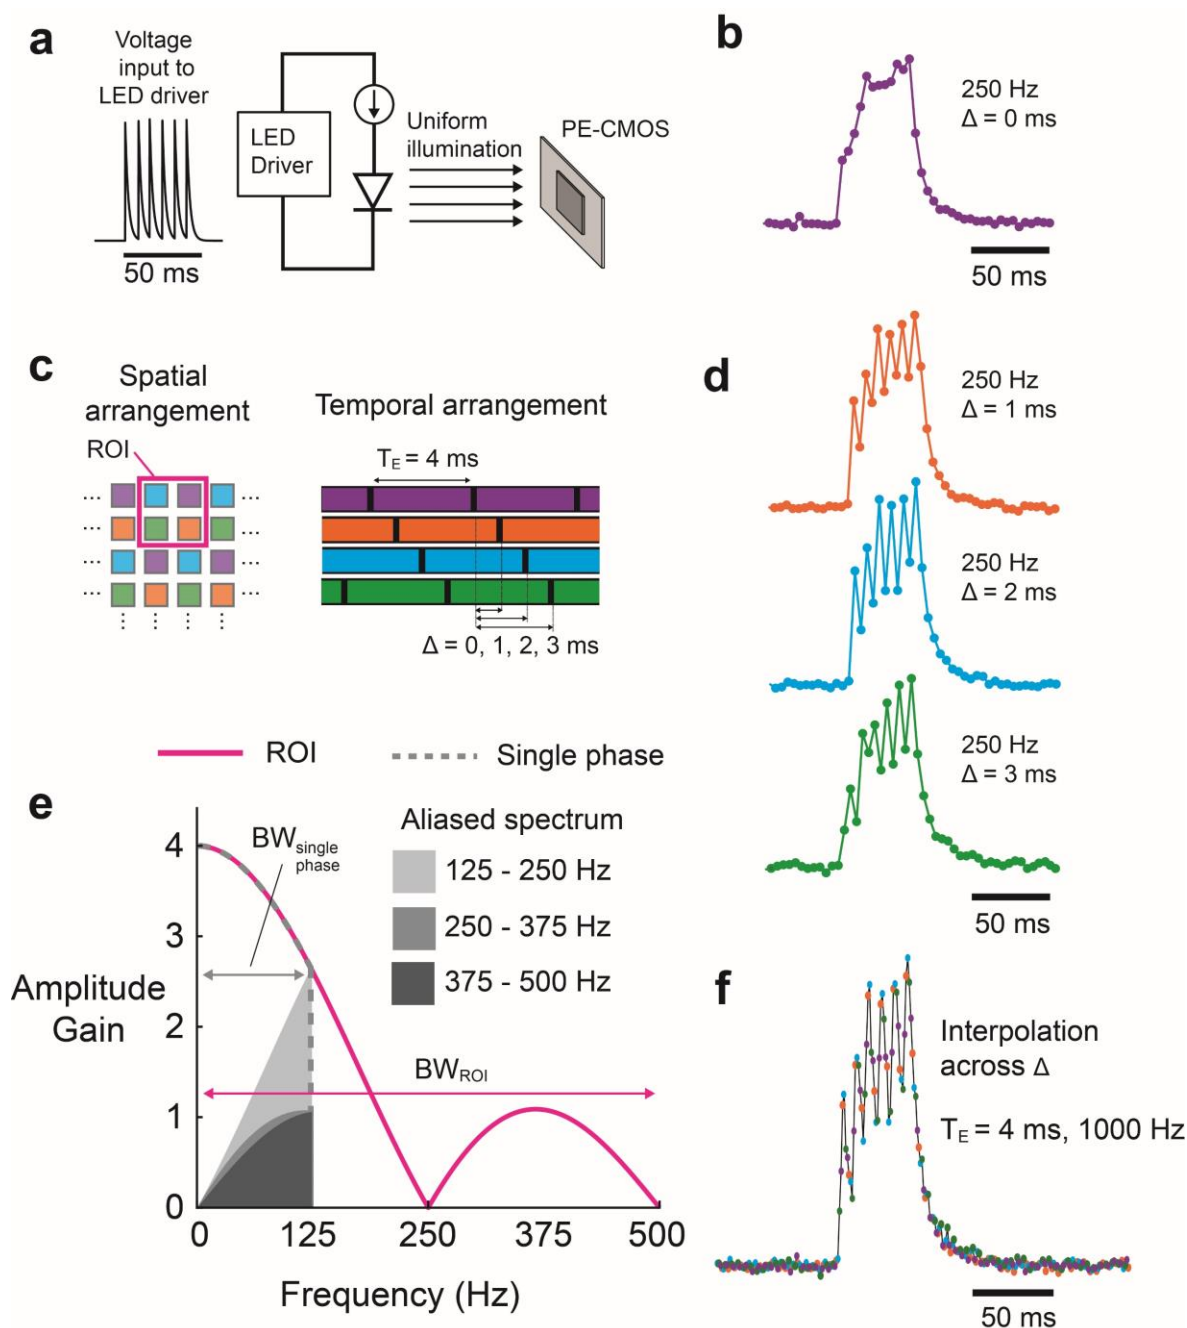 a
Voltage
input to
LED driver
50 ms
LED
Driver
Uniform
illumination
PE-CMOS
b
250 Hz
Δ = 0 ms
50 ms
c
Spatial
arrangement
ROI
Temporal arrangement
T_E = 4 ms
Δ = 0, 1, 2, 3 ms
d
250 Hz
Δ = 1 ms
250 Hz
Δ = 2 ms
250 Hz
Δ = 3 ms
50 ms
ROI
Single phase
e
BW_single phase
Aliased spectrum
125 - 250 Hz
250 - 375 Hz
375 - 500 Hz
BW_ROI
Amplitude
Gain
4
3
2
1
0
0 125 250 375 500
Frequency (Hz)
f
Interpolation
across Δ
T_E = 4 ms, 1000 Hz
50 ms